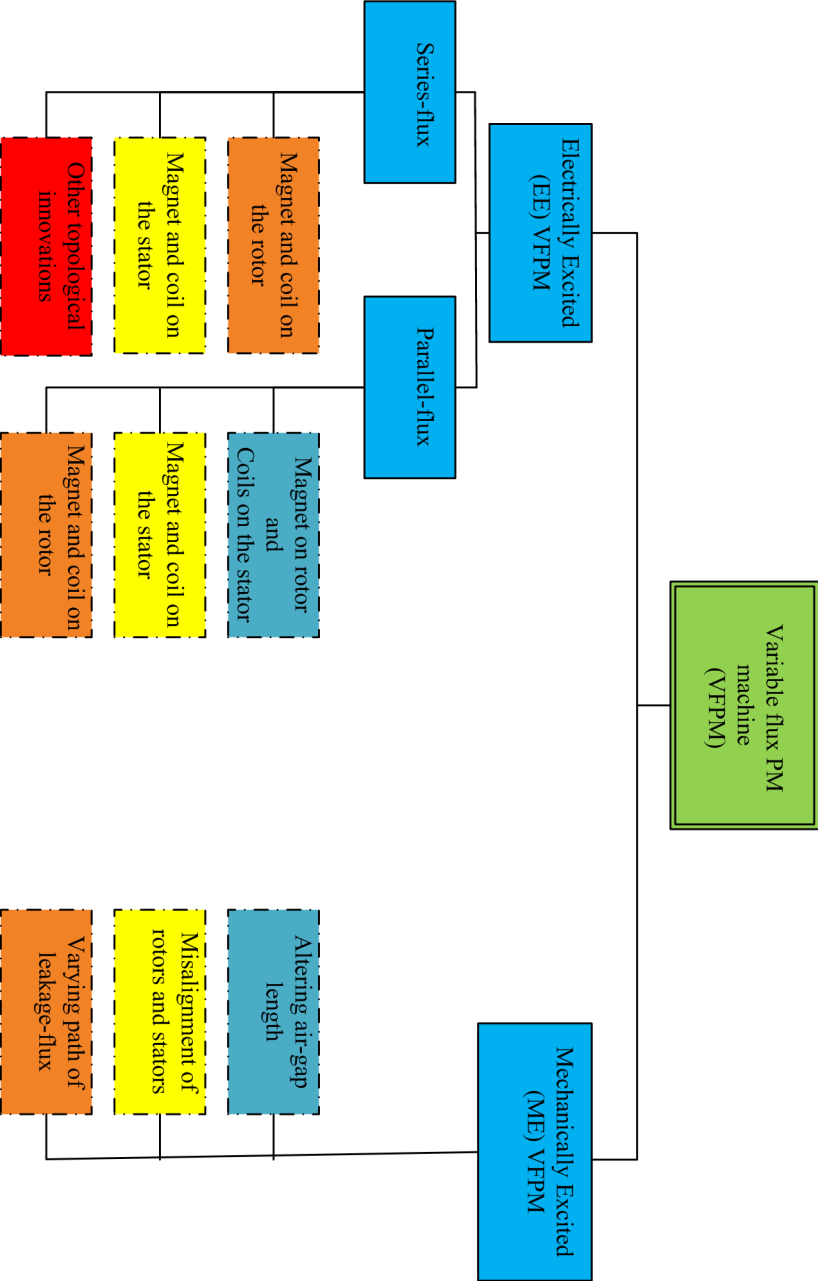 Variable flux PM
machine
(VFPM)
Electrically Excited
(EE) VFPM
Mechanically Excited
(ME) VFPM
Series-flux
Parallel-flux
Magnet and coil on
the rotor
Magnet and coil on
the stator
Other topological
innovations
Magnet on rotor
and
Coils on the stator
Magnet and coil on
the stator
Magnet and coil on
the rotor
Altering air-gap
length
Misalignment of
rotors and stators
Varying path of
leakage-flux